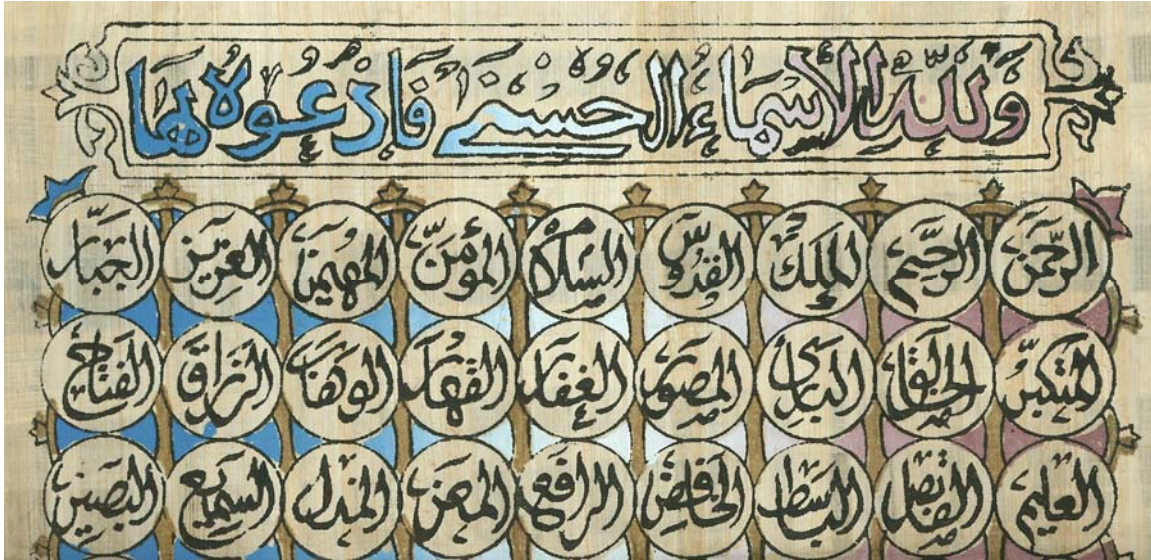 ولله الأسماء الحسنى فادعوه بها
الرحمن الرحيم الملك القدوس السلام المؤمن المهيمن العزيز الجبار
المتكبر الخالق البارئ المصور الغفار القهار الوهاب الرزاق الفتاح
العليم القابض الباسط الخافض الرافع المعز المذل السميع البصير